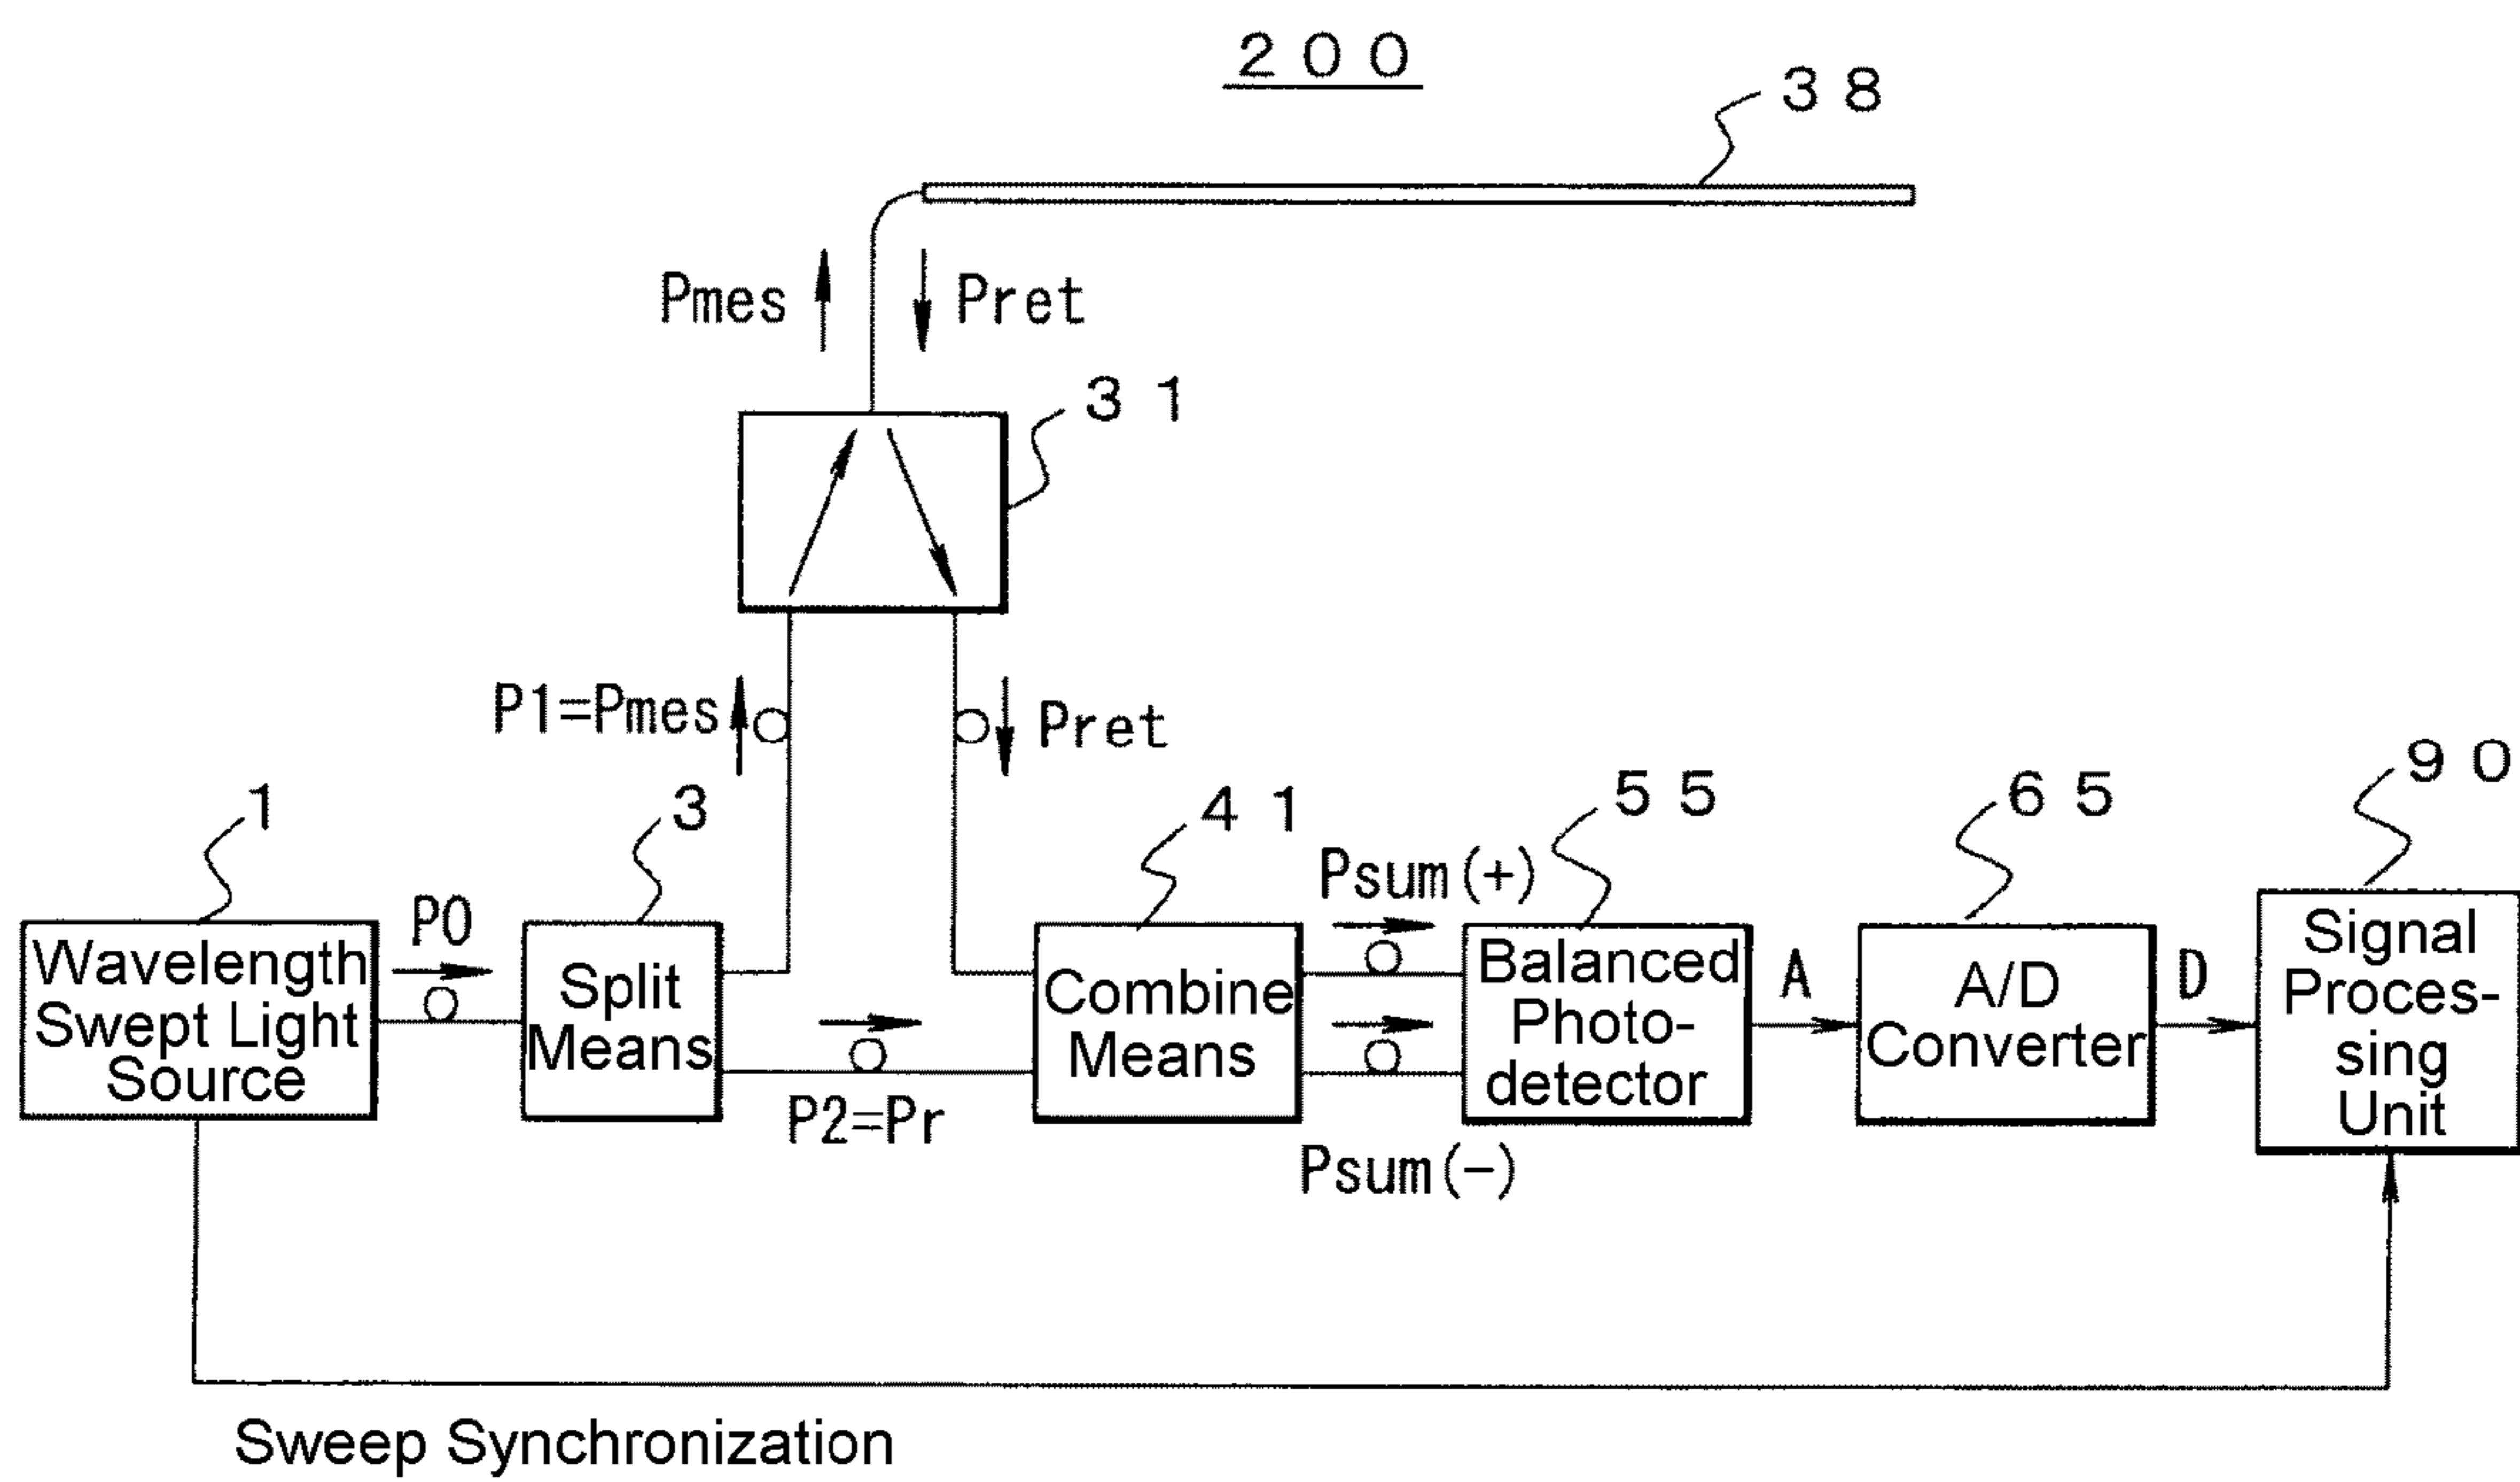 200
38
Pmes
Pret
31
P1=Pmes
Pret
1
3
41
55
65
90
P0
Psum(+)
A
D
Wavelength
Swept Light
Source
Split
Means
Combine
Means
Balanced
Photo-
detector
A/D
Converter
Signal
Proces-
sing
Unit
P2=Pr
Psum(-)
Sweep Synchronization